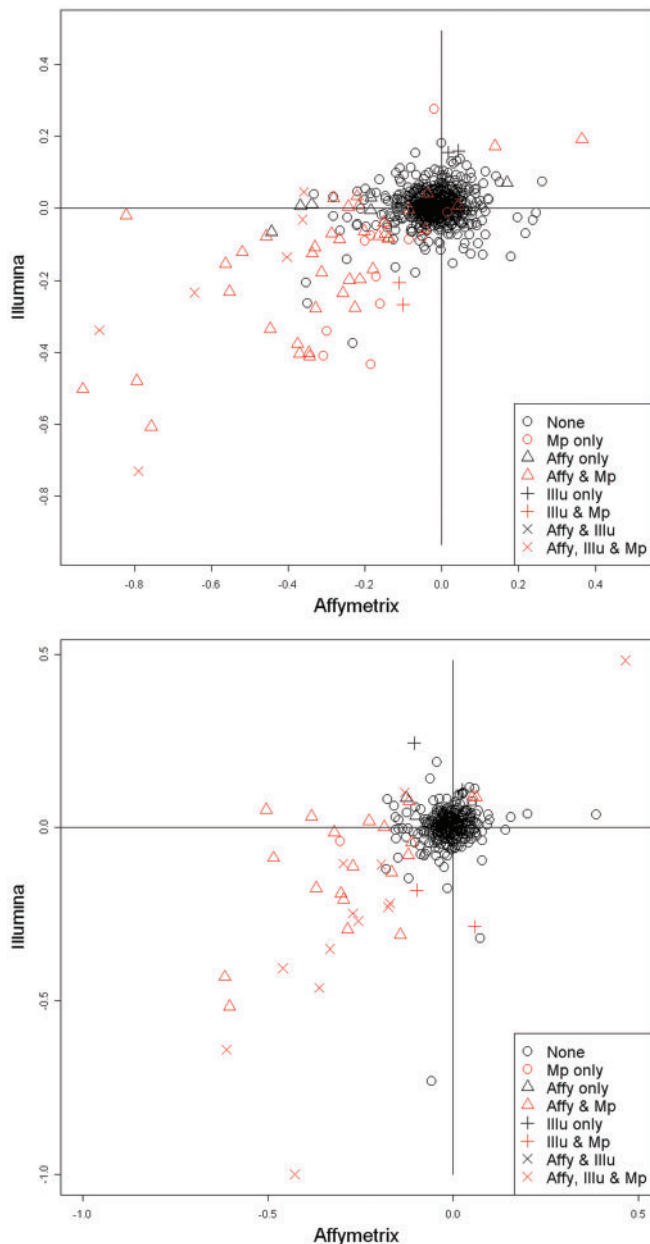 0.4
0.2
0.0
-0.2
-0.4
-0.6
-0.8
Illumina
None
Mp only
Affy only
Affy & Mp
Illu only
Illu & Mp
Affy & Illu
Affy, Illu & Mp
-0.8 -0.6 -0.4 -0.2 0.0 0.2 0.4
Affymetrix
0.5
0.0
-0.5
-1.0
Illumina
None
Mp only
Affy only
Affy & Mp
Illu only
Illu & Mp
Affy & Illu
Affy, Illu & Mp
-1.0 -0.5 0.0 0.5
Affymetrix